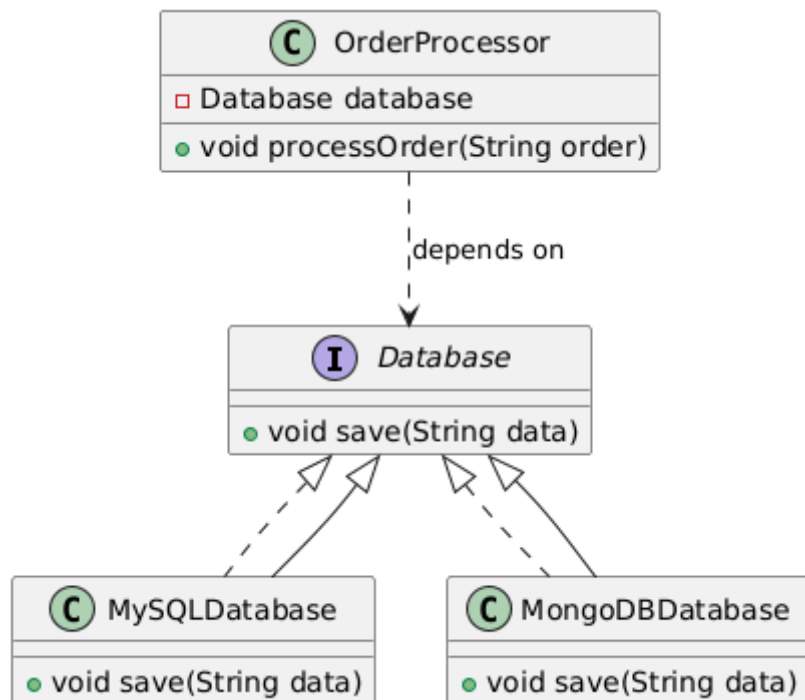 C OrderProcessor
Database database
void processOrder(String order)
depends on
I Database
void save(String data)
C MySQLDatabase
void save(String data)
C MongoDBDatabase
void save(String data)